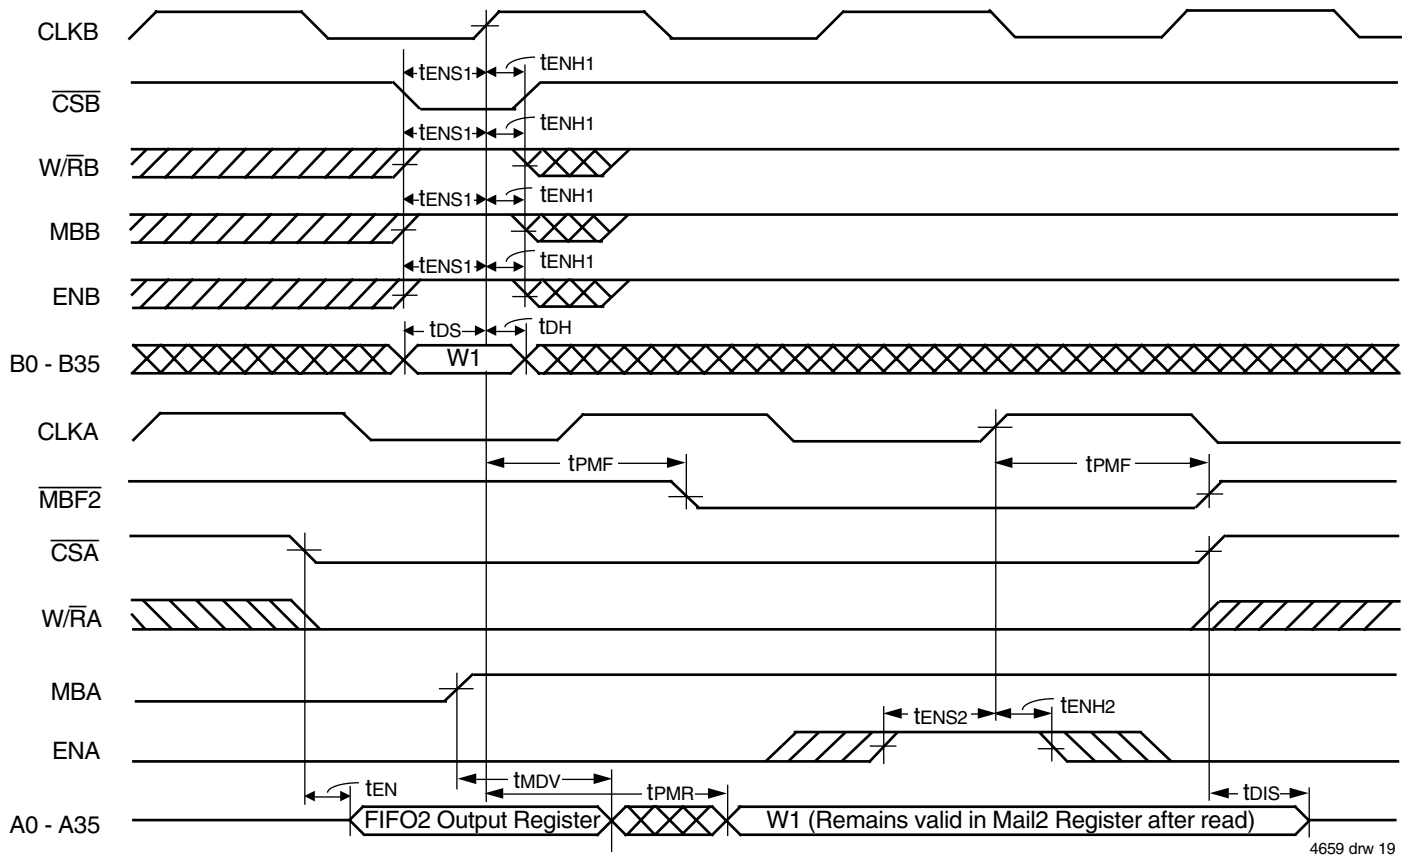 CLKB
tENS1 tENH1
CSB
tENS1 tENH1
W/RB
tENS1 tENH1
MBB
tENS1 tENH1
ENB
tDS tDH
B0 - B35 W1
CLKA
tPMF tPMF
MBF2
CSA
W/RA
MBA
tENS2 tENH2
ENA
tEN tMDV tPMR tDIS
A0 - A35 FIFO2 Output Register W1 (Remains valid in Mail2 Register after read)
4659 drw 19